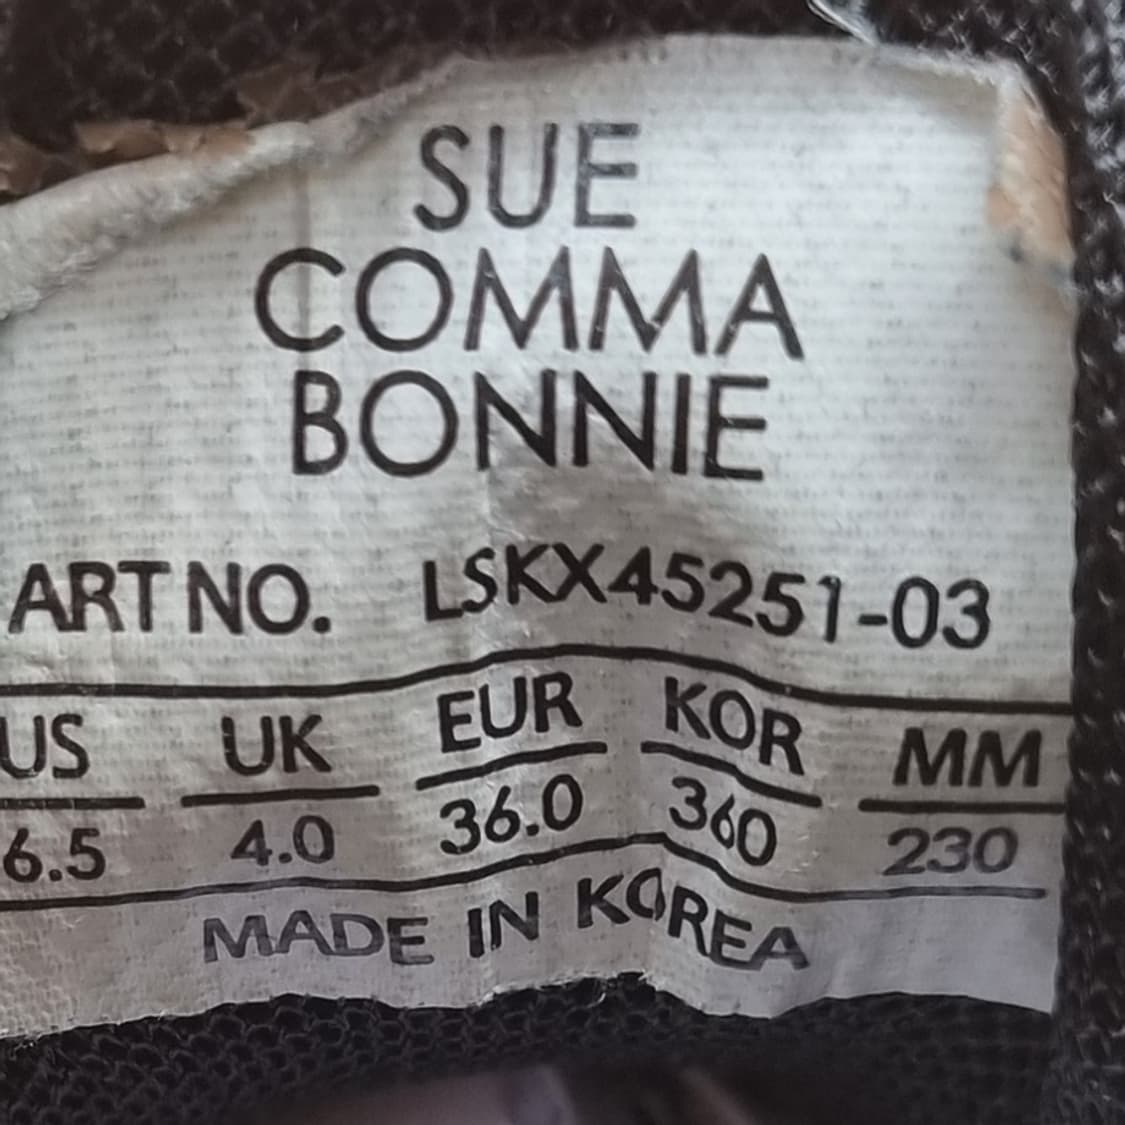 SUE
COMMA
BONNIE
ART NO. LSKX45251-03
US UK EUR KOR MM
6.5 4.0 36.0 360 230
MADE IN KOREA